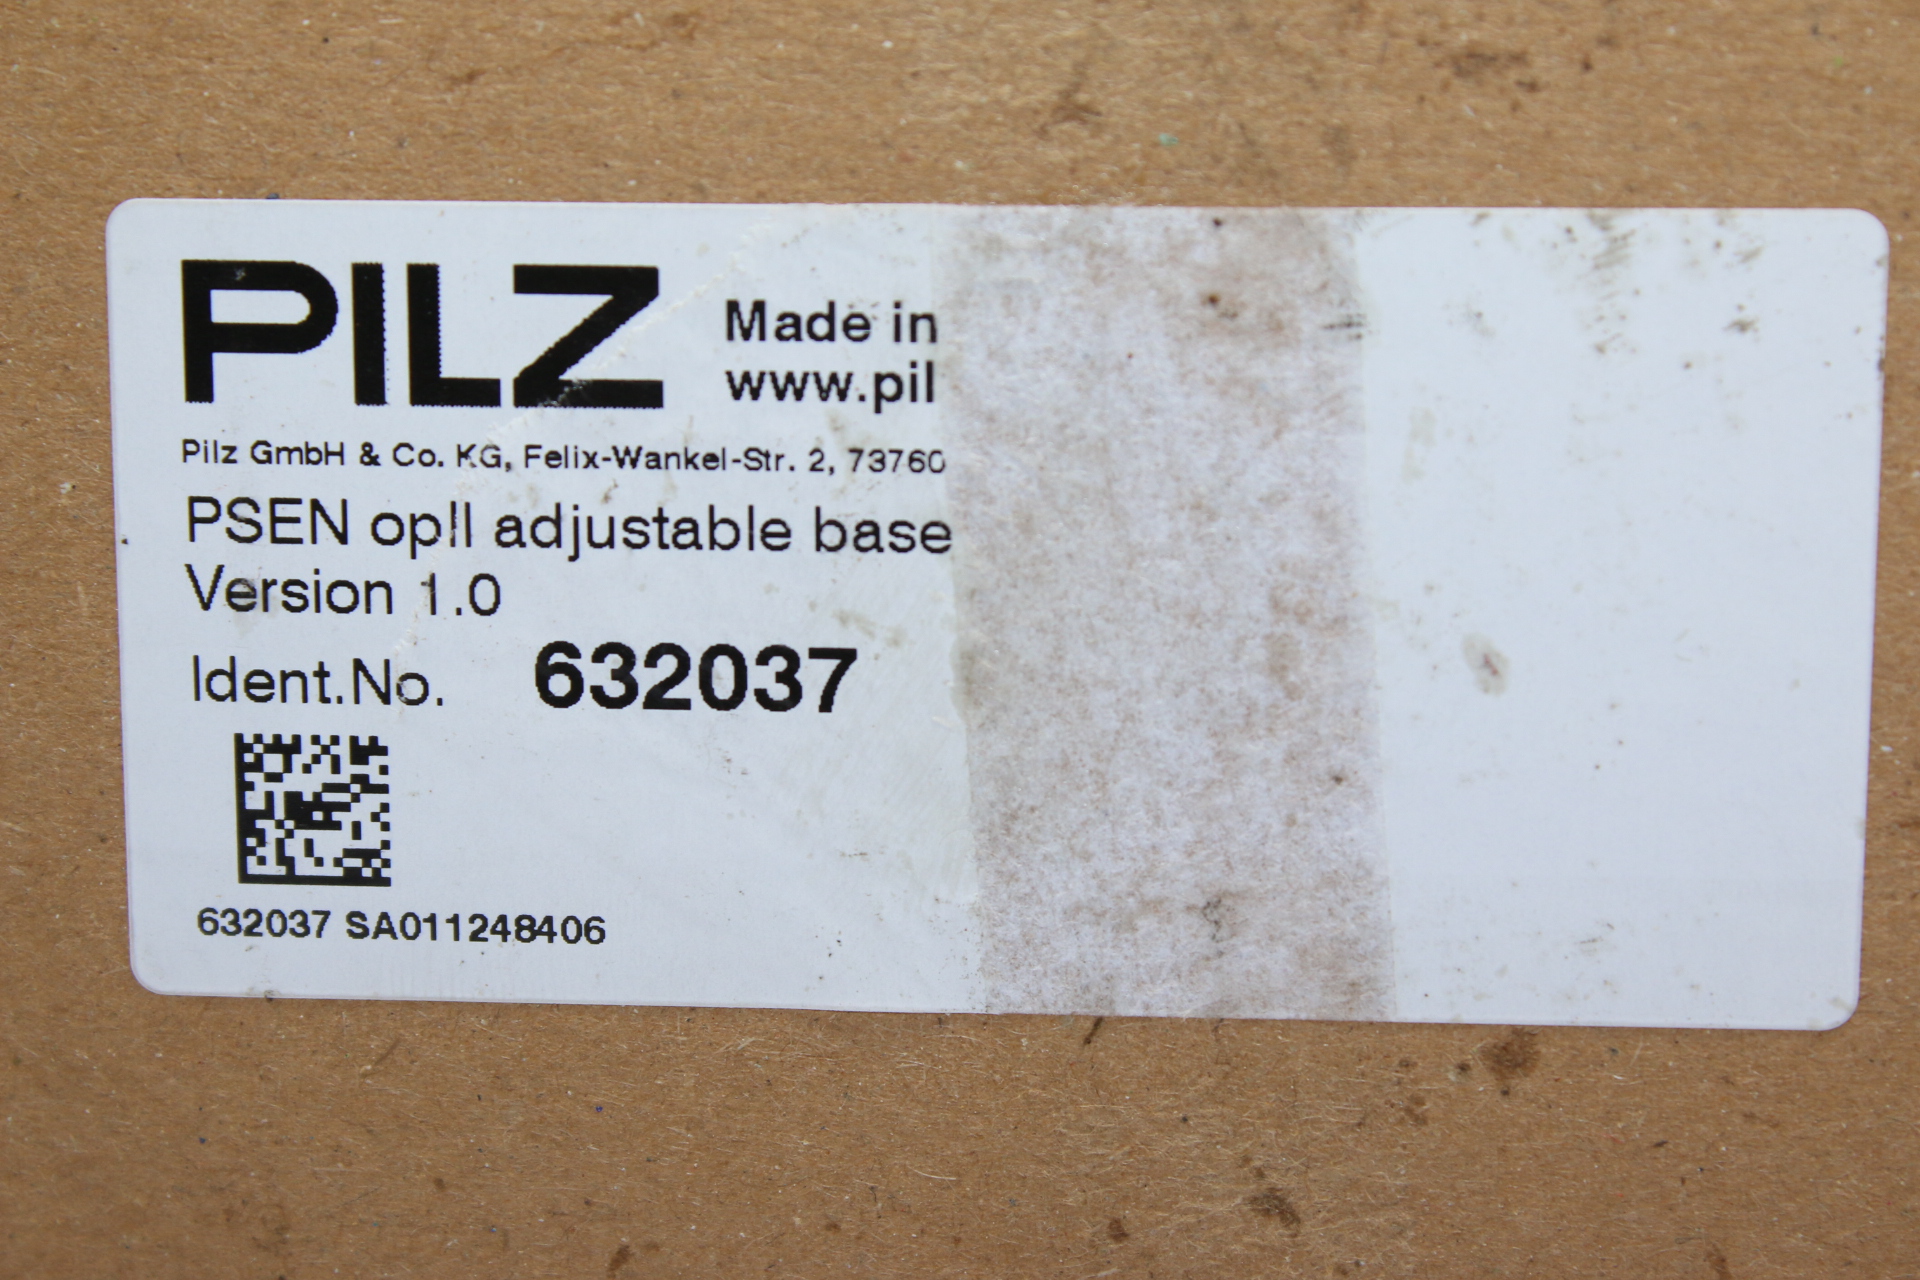 PILZ
Made in
www.pil
Pilz GmbH & Co. KG, Felix-Wankel-Str. 2, 73760
PSEN opII adjustable base
Version 1.0
Ident.No. 632037
632037 SA011248406